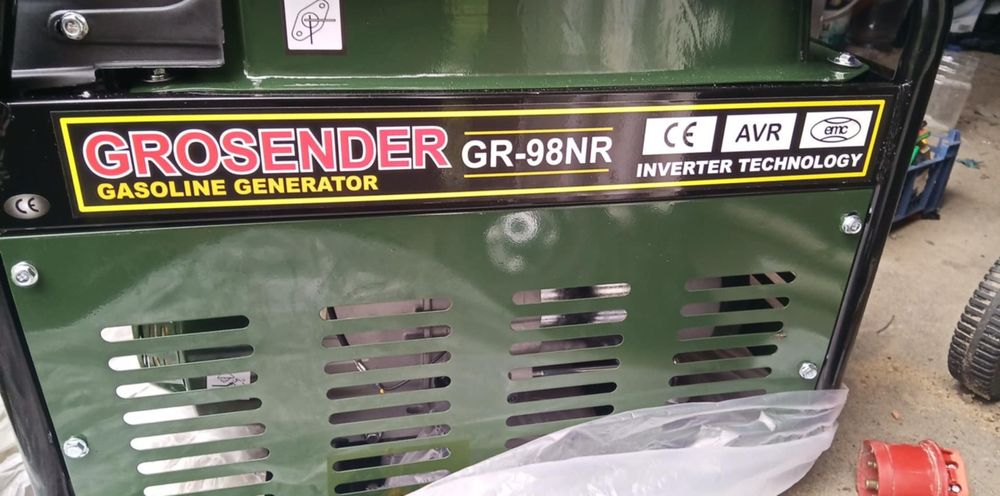 GROSENDER
GASOLINE GENERATOR
GR-98NR
CE AVR emc
INVERTER TECHNOLOGY
CE